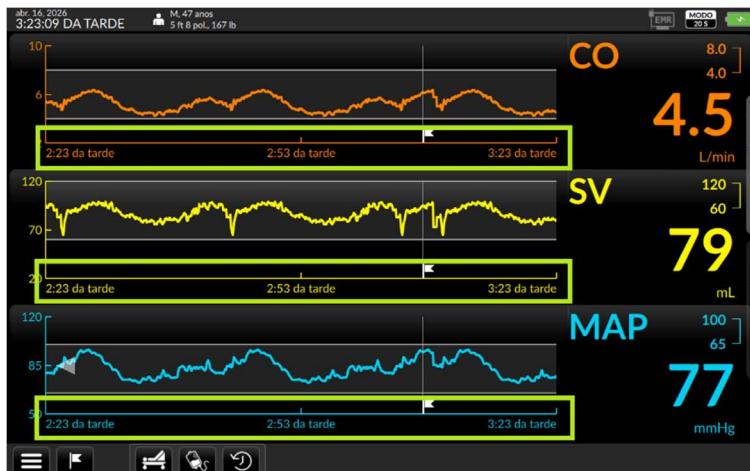 abr. 16, 2026
3:23:09 DA TARDE
M, 47 anos
5 ft 8 pol., 167 lb
EMR
MODO
20 S
10
6
2:23 da tarde
2:53 da tarde
3:23 da tarde
CO
8.0
4.0
4.5
L/min
120
70
20
2:23 da tarde
2:53 da tarde
3:23 da tarde
SV
120
60
79
mL
120
85
50
2:23 da tarde
2:53 da tarde
3:23 da tarde
MAP
100
65
77
mmHg